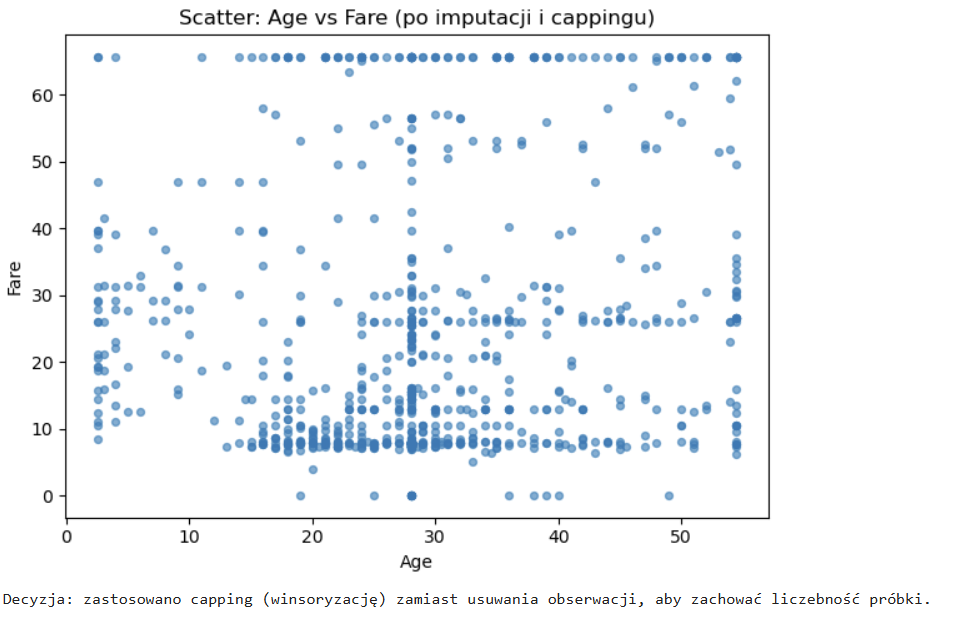 Scatter: Age vs Fare (po imputacji i cappingu)
60
50
40
30
20
10
0
Fare
0 10 20 30 40 50
Age
Decyzja: zastosowano capping (winsoryzację) zamiast usuwania obserwacji, aby zachować liczebność próbki.